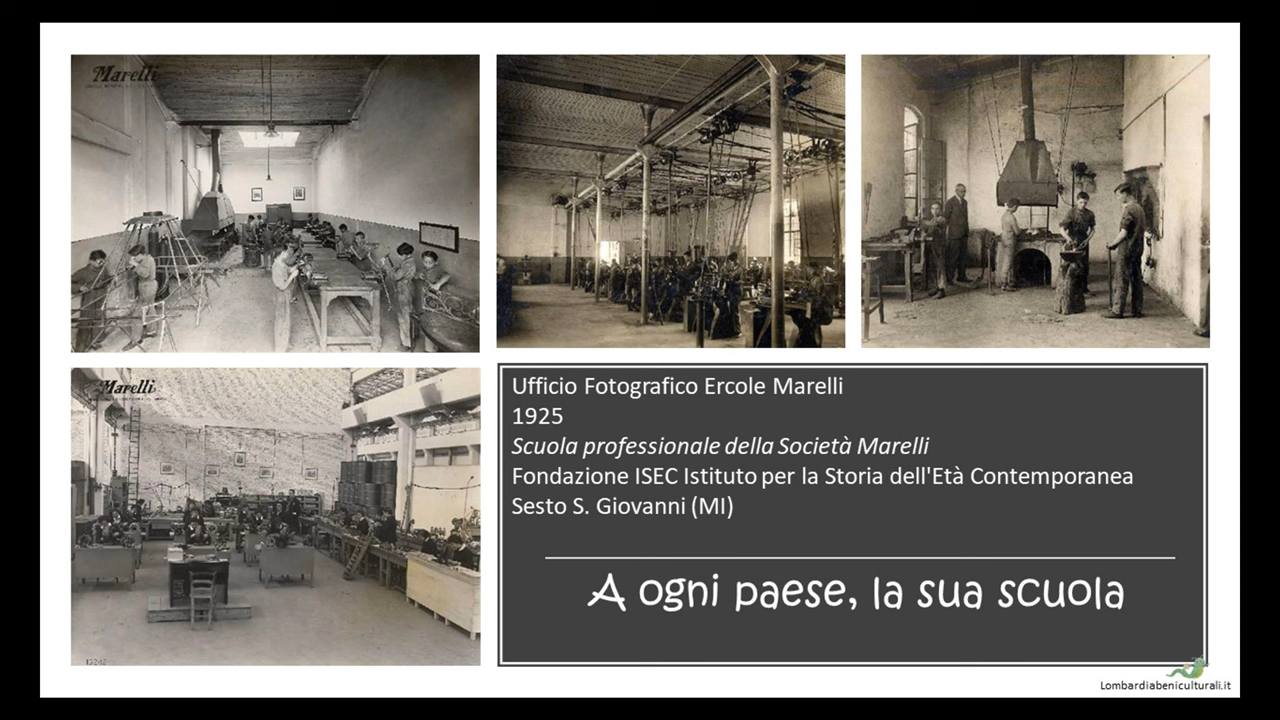 Marelli
Marelli
Ufficio Fotografico Ercole Marelli
1925
Scuola professionale della Società Marelli
Fondazione ISEC Istituto per la Storia dell'Età Contemporanea
Sesto S. Giovanni (MI)
A ogni paese, la sua scuola
Lombardiabeniculturali.it